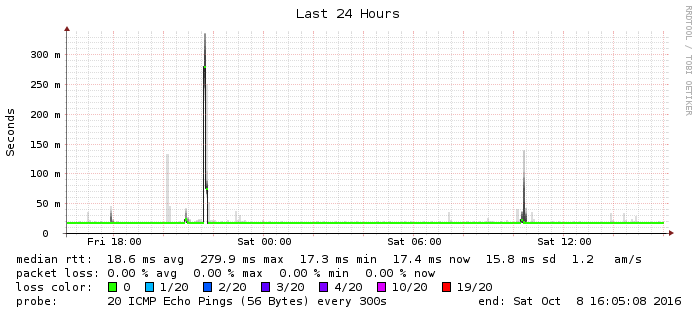 Last 24 Hours
RRDTOOL / TOBI OETIKER
Seconds
300 m
250 m
200 m
150 m
100 m
50 m
0
Fri 18:00 Sat 00:00 Sat 06:00 Sat 12:00
median rtt: 18.6 ms avg 279.9 ms max 17.3 ms min 17.4 ms now 15.8 ms sd 1.2 am/s
packet loss: 0.00 % avg 0.00 % max 0.00 % min 0.00 % now
loss color: 0 1/20 2/20 3/20 4/20 10/20 19/20
probe: 20 ICMP Echo Pings (56 Bytes) every 300s end: Sat Oct 8 16:05:08 2016